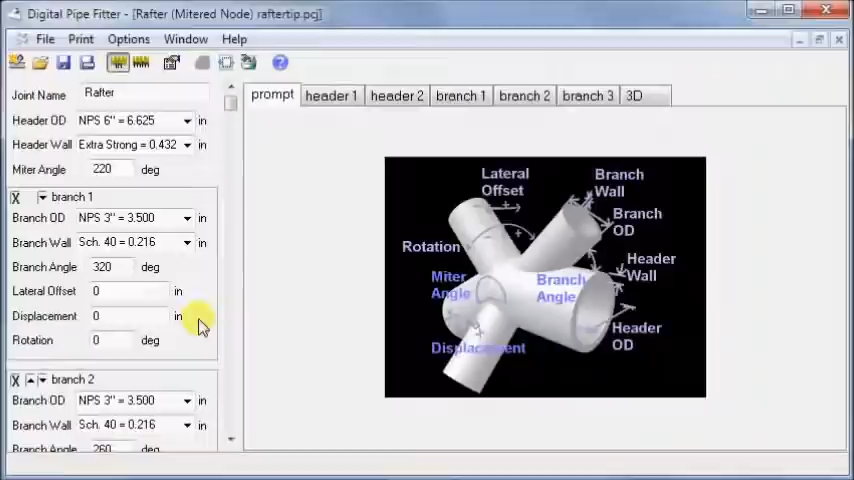 Digital Pipe Fitter - [Rafter (Mitered Node) raftertip.pcj]
File Print Options Window Help
Joint Name Rafter
Header OD NPS 6" = 6.625 in
Header Wall Extra Strong = 0.432 in
Miter Angle 220 deg
X branch 1
Branch OD NPS 3" = 3.500 in
Branch Wall Sch. 40 = 0.216 in
Branch Angle 320 deg
Lateral Offset 0 in
Displacement 0 in
Rotation 0 deg
X branch 2
Branch OD NPS 3" = 3.500 in
Branch Wall Sch. 40 = 0.216 in
Branch Angle 260 deg
prompt header 1 header 2 branch 1 branch 2 branch 3 3D
Lateral
Offset
Branch
Wall
Branch
OD
Rotation
Header
Wall
Miter
Angle
Branch
Angle
Header
OD
Displacement